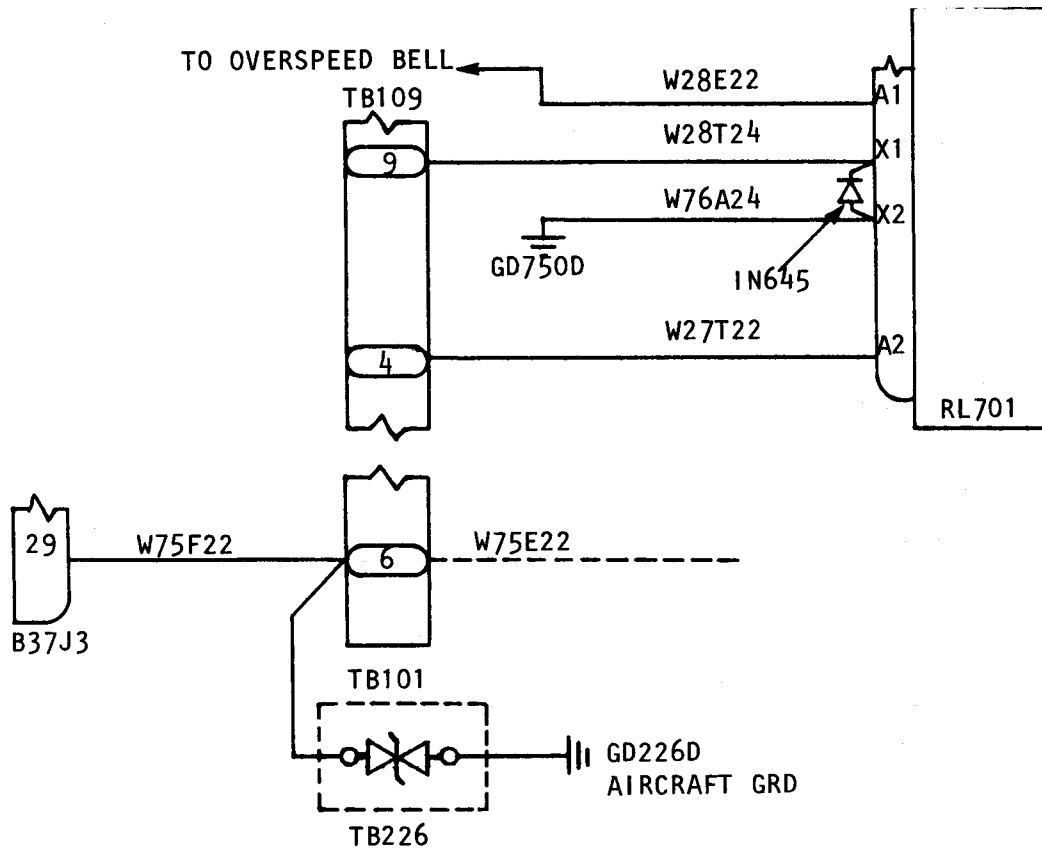 TO OVERSPEED BELL
W28E22
A1
TB109
W28T24
X1
9
W76A24
X2
GD750D
IN645
W27T22
A2
4
RL701
29
W75F22
6
W75E22
B37J3
TB101
GD226D
AIRCRAFT GRD
TB226